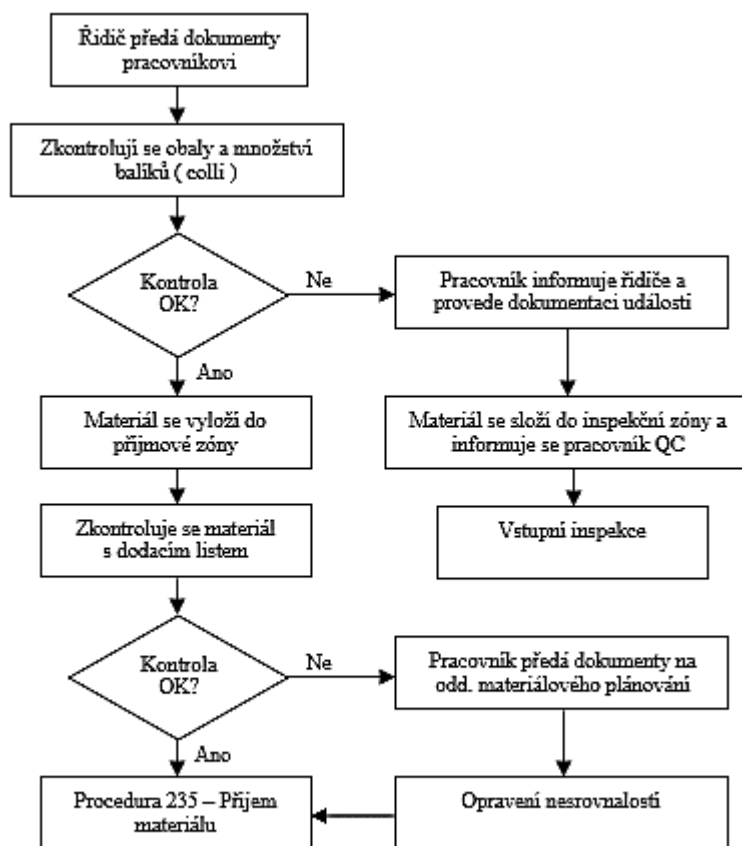 Řidič předá dokumenty
pracovníkovi
Zkontrolují se obaly a množství
balíků ( colli )
Kontrola
OK?
Ne
Pracovník informuje řidiče a
provede dokumentaci události
Ano
Materiál se vyloží do
příjmové zóny
Materiál se složí do inspekční zóny a
informuje se pracovník QC
Zkontroluje se materiál
s dodacím listem
Vstupní inspekce
Kontrola
OK?
Ne
Pracovník předá dokumenty na
odd. materiálového plánování
Ano
Procedura 235 – Příjem
materiálu
Opravení nesrovnalostí